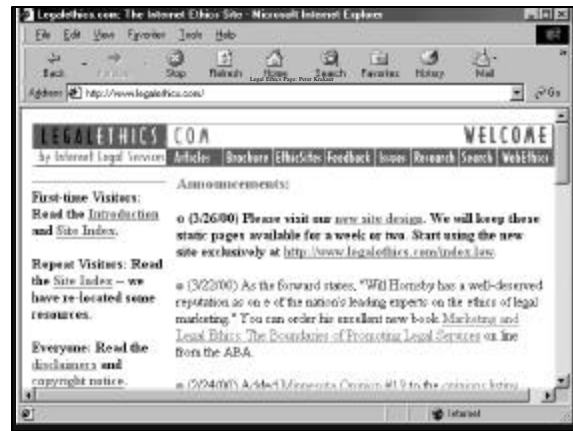 Legalethics.com: The Internet Ethics Site - Microsoft Internet Explorer
File Edit View Favorites Tools Help
Back Stop Refresh Home Search Favorites History Mail
Legal Ethics Page: Peter Krakaur
Address http://www.legalethics.com/ Go
LEGALETHICS COM WELCOME
by Internet Legal Services Articles Brochure EthicSites Feedback Issues Research Search WebEthics
First-time Visitors:
Read the Introduction
and Site Index.
Repeat Visitors: Read
the Site Index -- we
have re-located some
resources.
Everyone: Read the
disclaimers and
copyright notice.
Announcements:
o (3/26/00) Please visit our new site design. We will keep these
static pages available for a week or two. Start using the new
site exclusively at http://www.legalethics.com/index.law.
o (3/22/00) As the forward states, "Will Hornsby has a well-deserved
reputation as on e of the nation's leading experts on the ethics of legal
marketing." You can order his excellent new book Marketing and
Legal Ethics: The Boundaries of Promoting Legal Services on line
from the ABA.
o (2/24/00) Added Minnesota Opinion #19 to the opinions listing
Internet